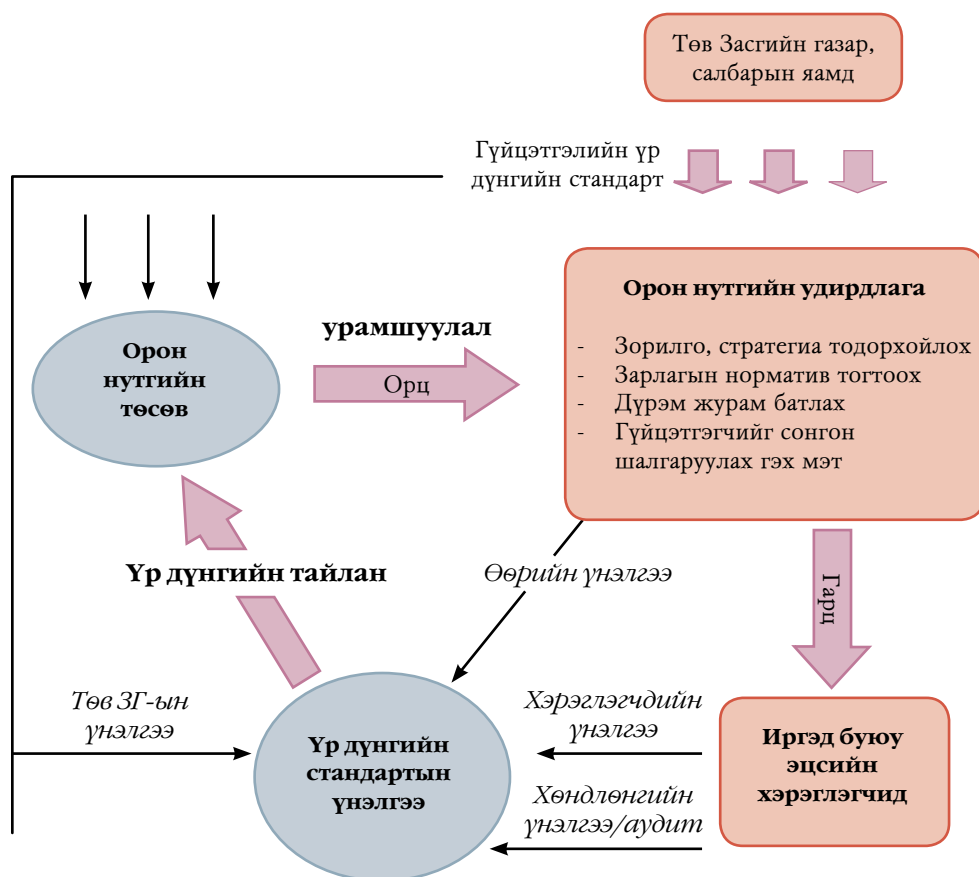 Төв Засгийн газар,
салбарын яамд
Гүйцэтгэлийн үр
дүнгийн стандарт
Орон
нутгийн
төсөв
урамшуулал
Орц
Орон нутгийн удирдлага
- Зорилго, стратегиа тодорхойлох
- Зарлагын норматив тогтоох
- Дүрэм журам батлах
- Гүйцэтгэгчийг сонгон
шалгаруулах гэх мэт
Үр дүнгийн тайлан
Өөрийн үнэлгээ
Гарц
Төв ЗГ-ын
үнэлгээ
Үр дүнгийн
стандартын
үнэлгээ
Хэрэглэгчдийн
үнэлгээ
Хөндлөнгийн
үнэлгээ/аудит
Иргэд буюу
эцсийн
хэрэглэгчид